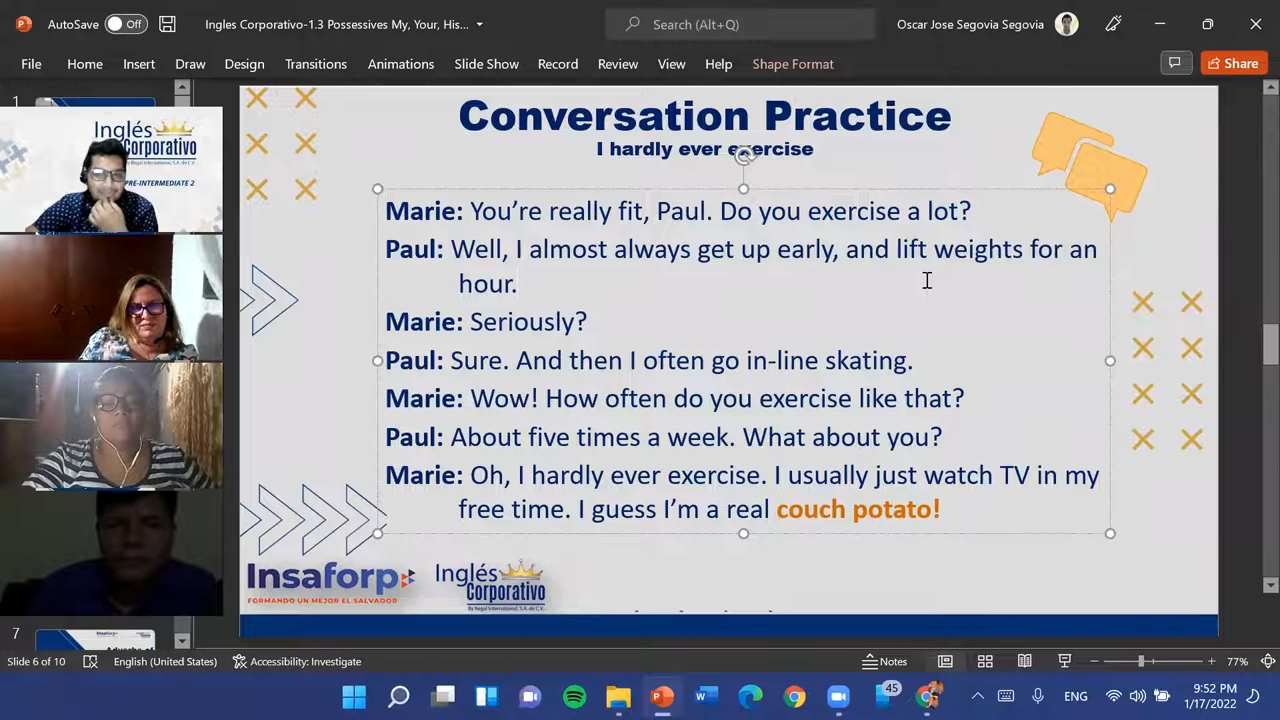 AutoSave Off Ingles Corporativo-1.3 Possessives My, Your, His... Search (Alt+Q) Oscar Jose Segovia Segovia
File Home Insert Draw Design Transitions Animations Slide Show Record Review View Help Shape Format Share
1
Inglés
Corporativo
PRE-INTERMEDIATE 2
Conversation Practice
I hardly ever exercise
Marie: You're really fit, Paul. Do you exercise a lot?
Paul: Well, I almost always get up early, and lift weights for an
hour.
Marie: Seriously?
Paul: Sure. And then I often go in-line skating.
Marie: Wow! How often do you exercise like that?
Paul: About five times a week. What about you?
Marie: Oh, I hardly ever exercise. I usually just watch TV in my
free time. I guess I'm a real couch potato!
Insaforp
FORMANDO UN MEJOR EL SALVADOR
Inglés
Corporativo
By Regal International, S.A. de C.V.
7
Slide 6 of 10 English (United States) Accessibility: Investigate Notes 77%
45 ENG 9:52 PM
1/17/2022